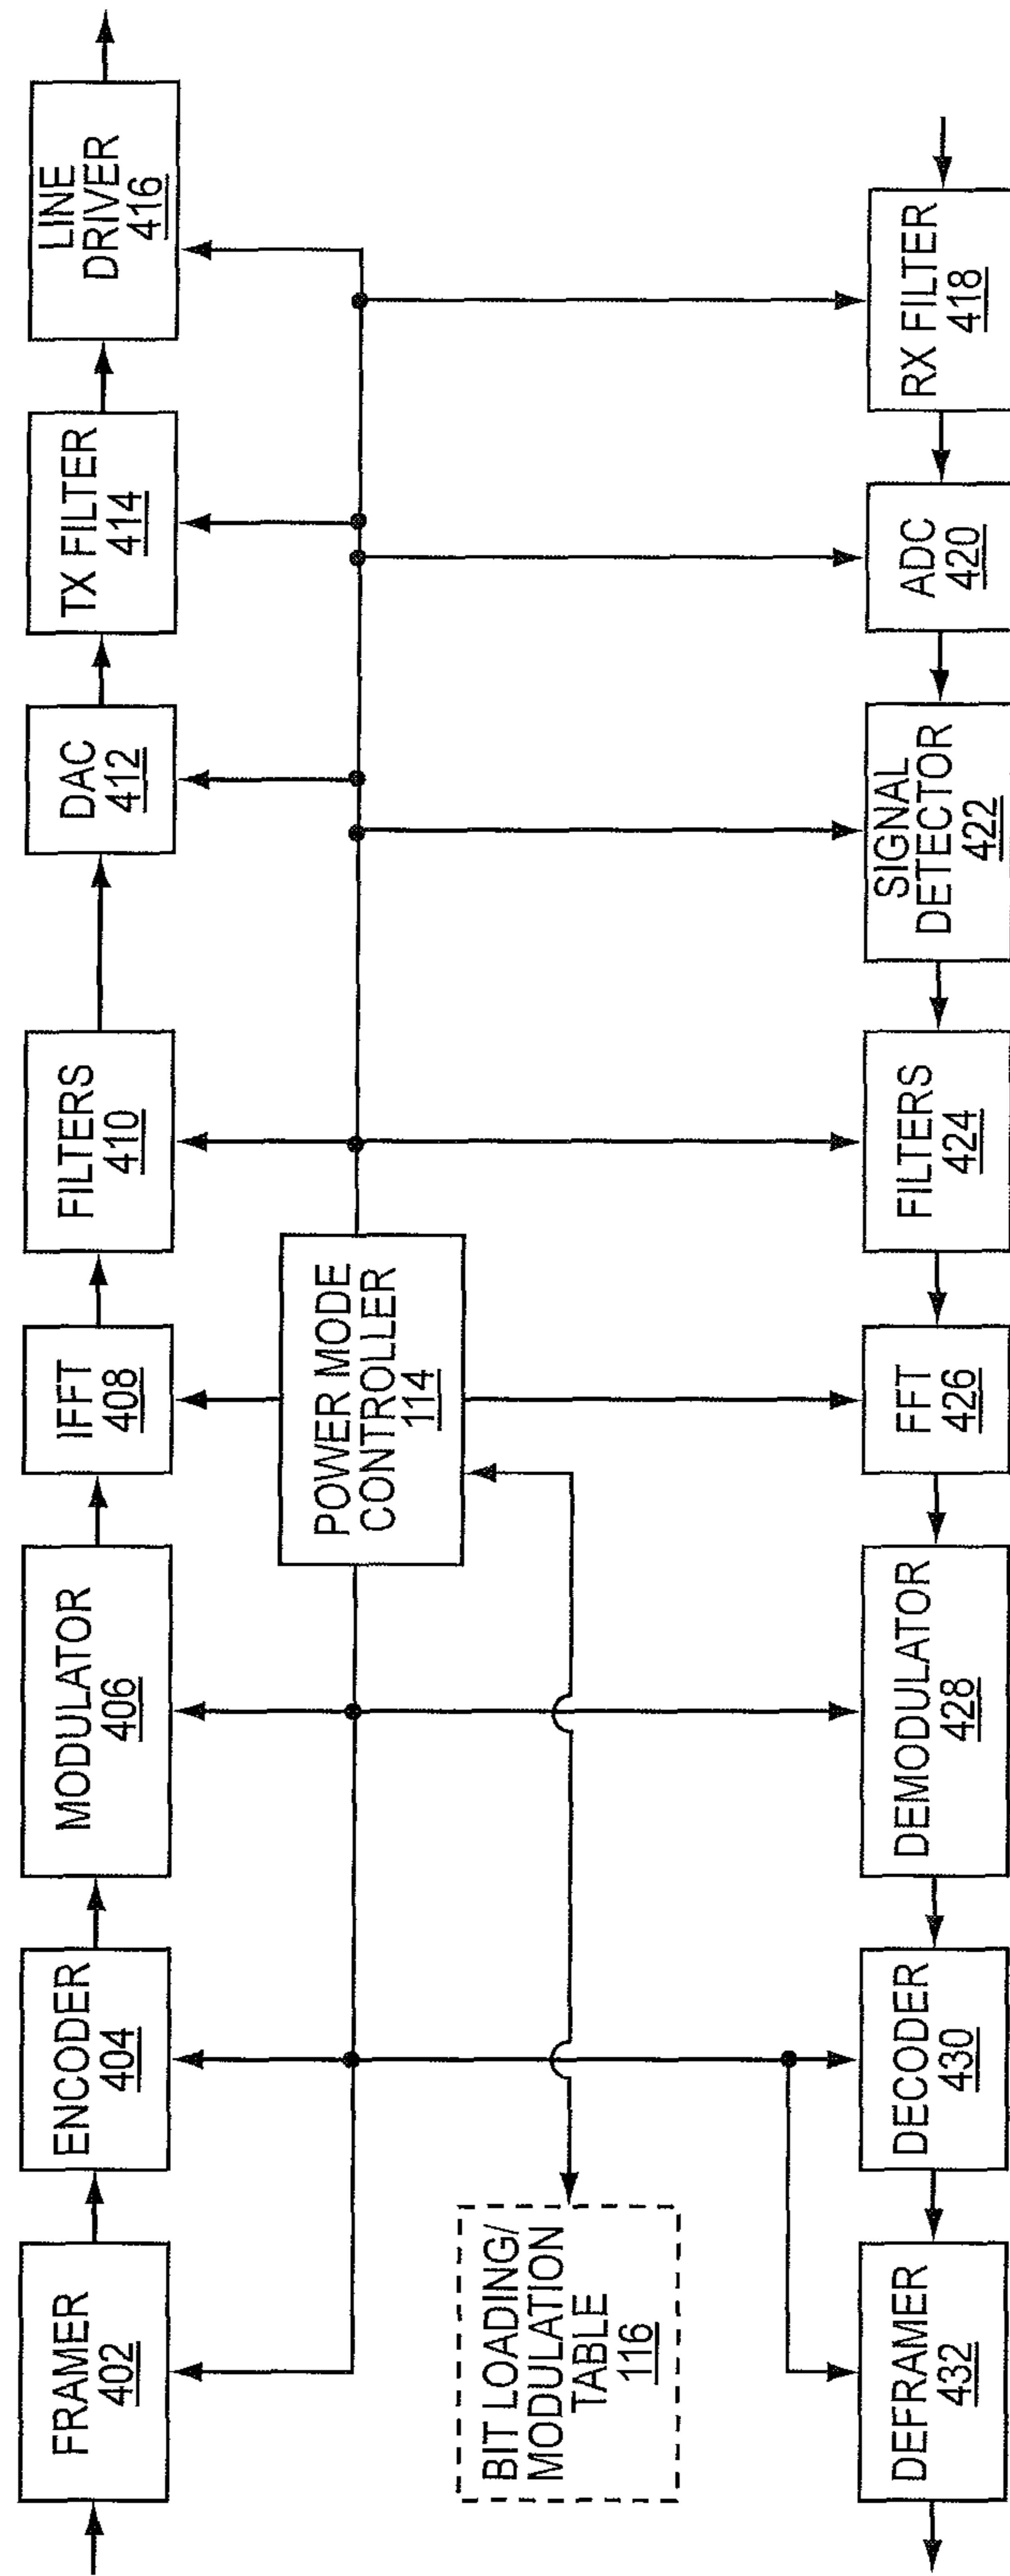 FRAMER
402
ENCODER
404
MODULATOR
406
IFFT
408
FILTERS
410
DAC
412
TX FILTER
414
LINE
DRIVER
416
POWER MODE
CONTROLLER
114
BIT LOADING/
MODULATION
TABLE
116
DEFRAMER
432
DECODER
430
DEMODULATOR
428
FFT
426
FILTERS
424
SIGNAL
DETECTOR
422
ADC
420
RX FILTER
418